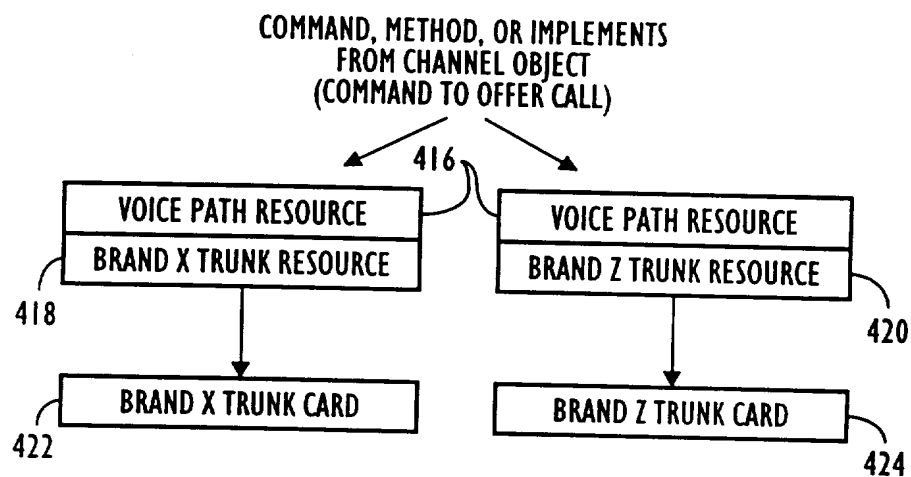 COMMAND, METHOD, OR IMPLEMENTS
FROM CHANNEL OBJECT
(COMMAND TO OFFER CALL)
416
VOICE PATH RESOURCE
BRAND X TRUNK RESOURCE
418
VOICE PATH RESOURCE
BRAND Z TRUNK RESOURCE
420
BRAND X TRUNK CARD
422
BRAND Z TRUNK CARD
424